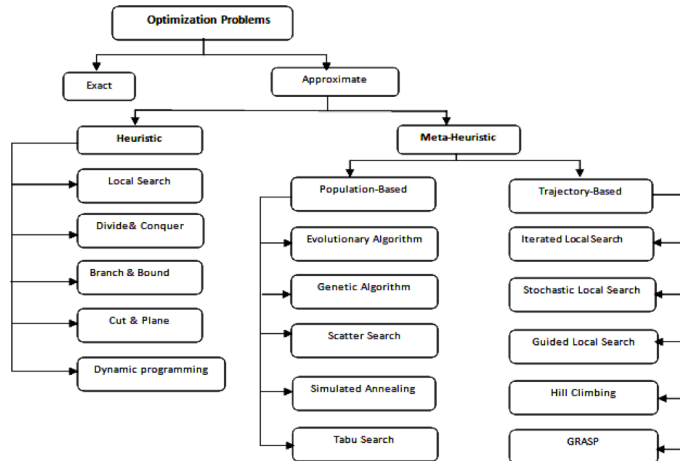 Optimization Problems
Exact
Approximate
Heuristic
Meta-Heuristic
Local Search
Divide& Conquer
Branch & Bound
Cut & Plane
Dynamic programming
Population-Based
Evolutionary Algorithm
Genetic Algorithm
Scatter Search
Simulated Annealing
Tabu Search
Trajectory-Based
Iterated Local Search
Stochastic Local Search
Guided Local Search
Hill Climbing
GRASP